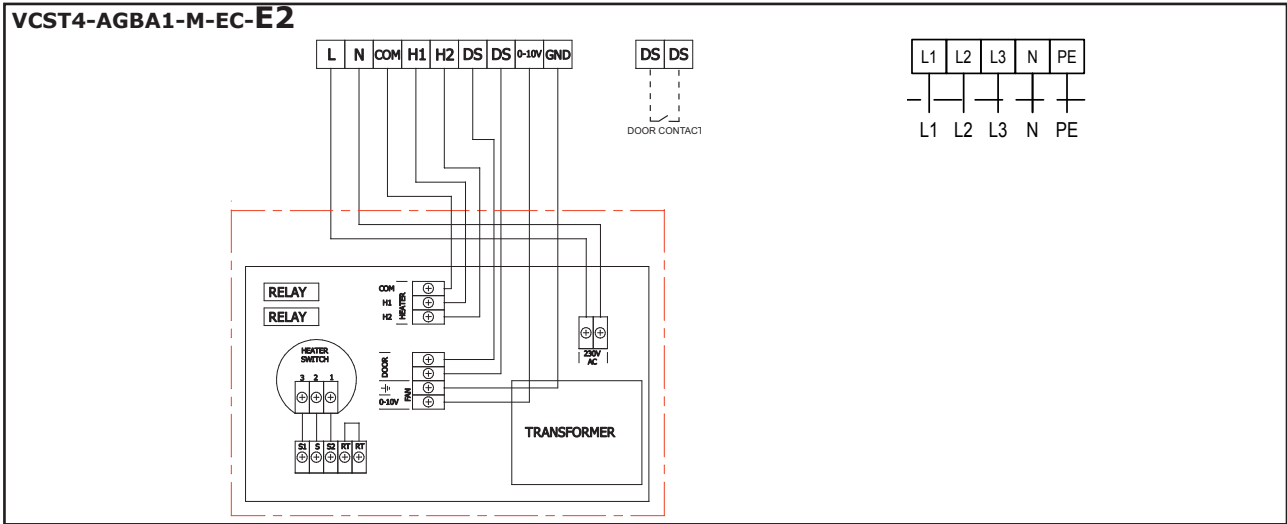 VCST4-AGBA1-M-EC-E2
L N COM H1 H2 DS DS 0-10V GND
DS DS
DOOR CONTACT
L1 L2 L3 N PE
L1 L2 L3 N PE
RELAY
RELAY
COM
H1
H2
HEATER
HEATER
SWITCH
3 2 1
DOOR
FAN
0-10V
230V
AC
TRANSFORMER
S1 S S2 RT RT